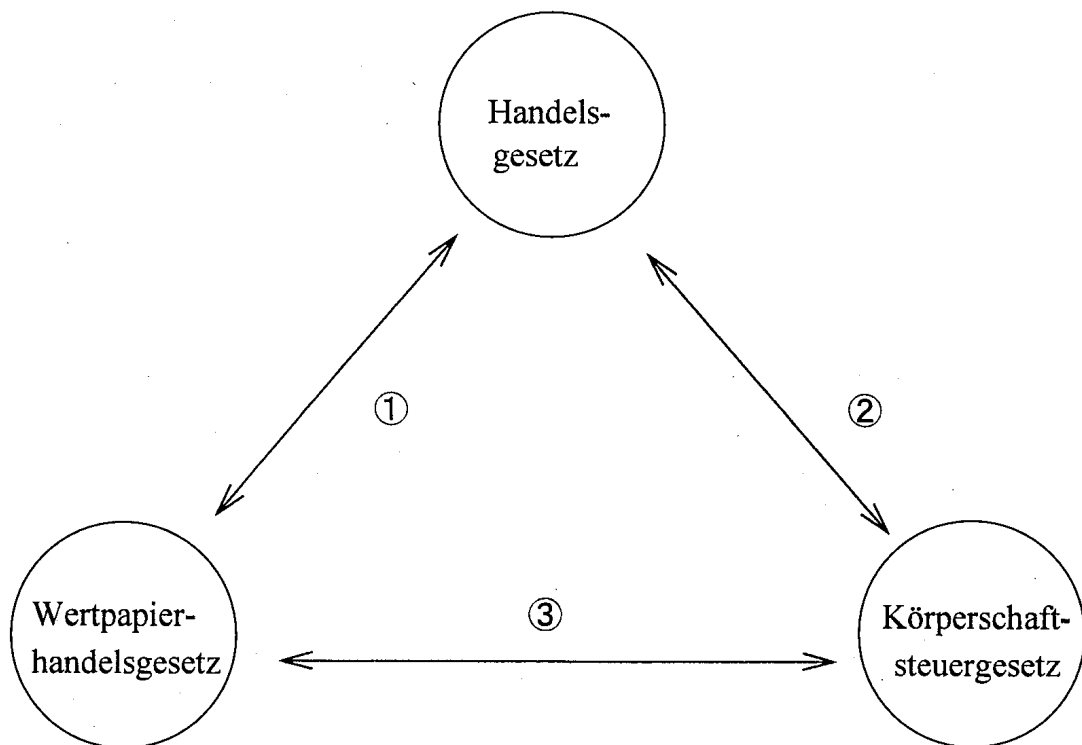 Handels-
gesetz
①
②
③
Wertpapier-
handelsgesetz
Körperschaft-
steuergesetz